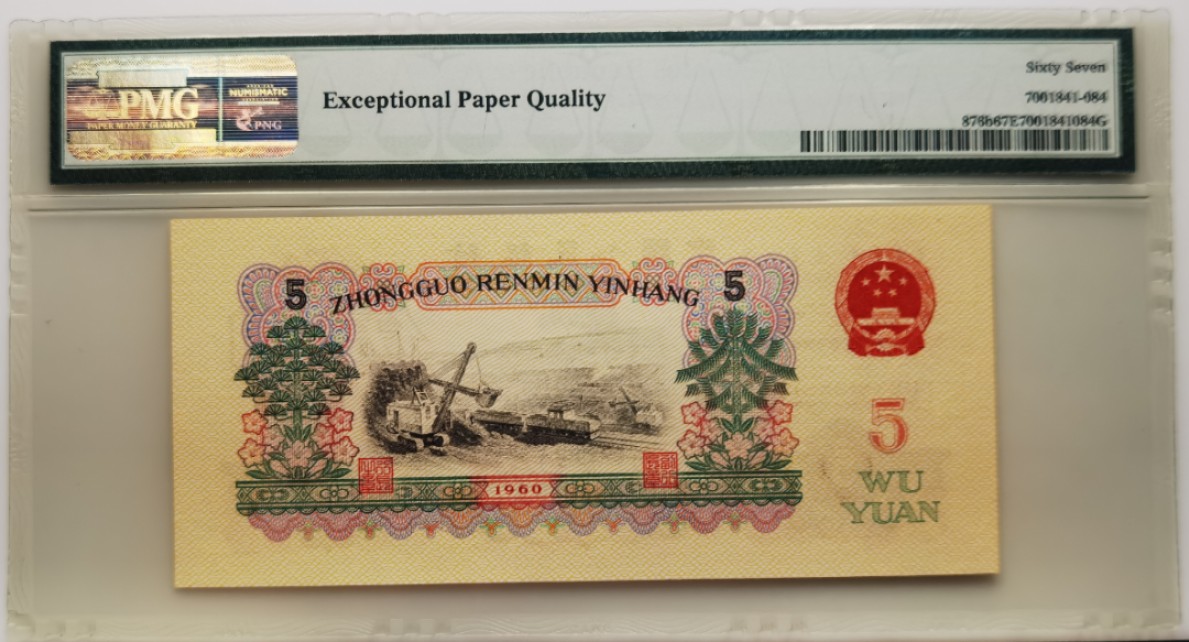 PMG
PAPER MONEY GUARANTY
NUMISMATIC
PNG
Exceptional Paper Quality
Sixty Seven
7001841-084
878b67E7001841084G
5
ZHONGGUO RENMIN YINHANG
5
1960
5
WU
YUAN